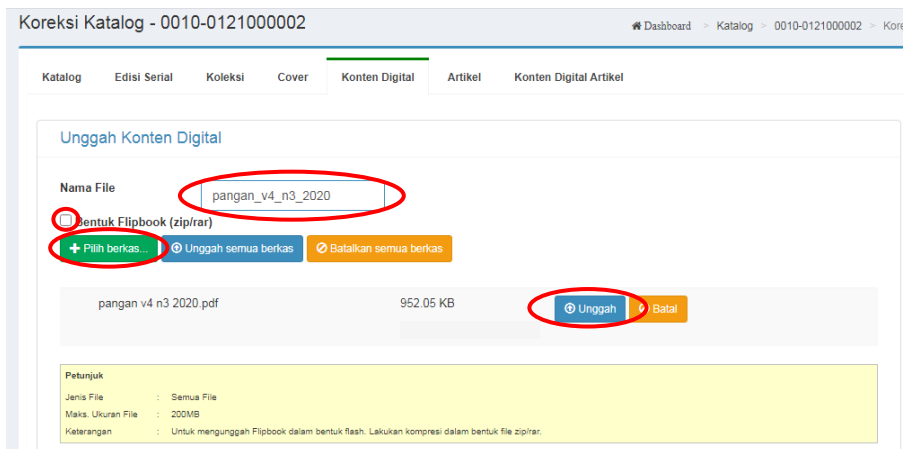 Koreksi Katalog - 0010-0121000002
Dashboard > Katalog > 0010-0121000002 > Kore
Katalog Edisi Serial Koleksi Cover Konten Digital Artikel Konten Digital Artikel
Unggah Konten Digital
Nama File pangan_v4_n3_2020
Bentuk Flipbook (zip/rar)
Pilih berkas... Unggah semua berkas Batalkan semua berkas
pangan v4 n3 2020.pdf 952.05 KB Unggah Batal
Petunjuk
Jenis File : Semua File
Maks. Ukuran File : 200MB
Keterangan : Untuk mengunggah Flipbook dalam bentuk flash. Lakukan kompresi dalam bentuk file zip/rar.